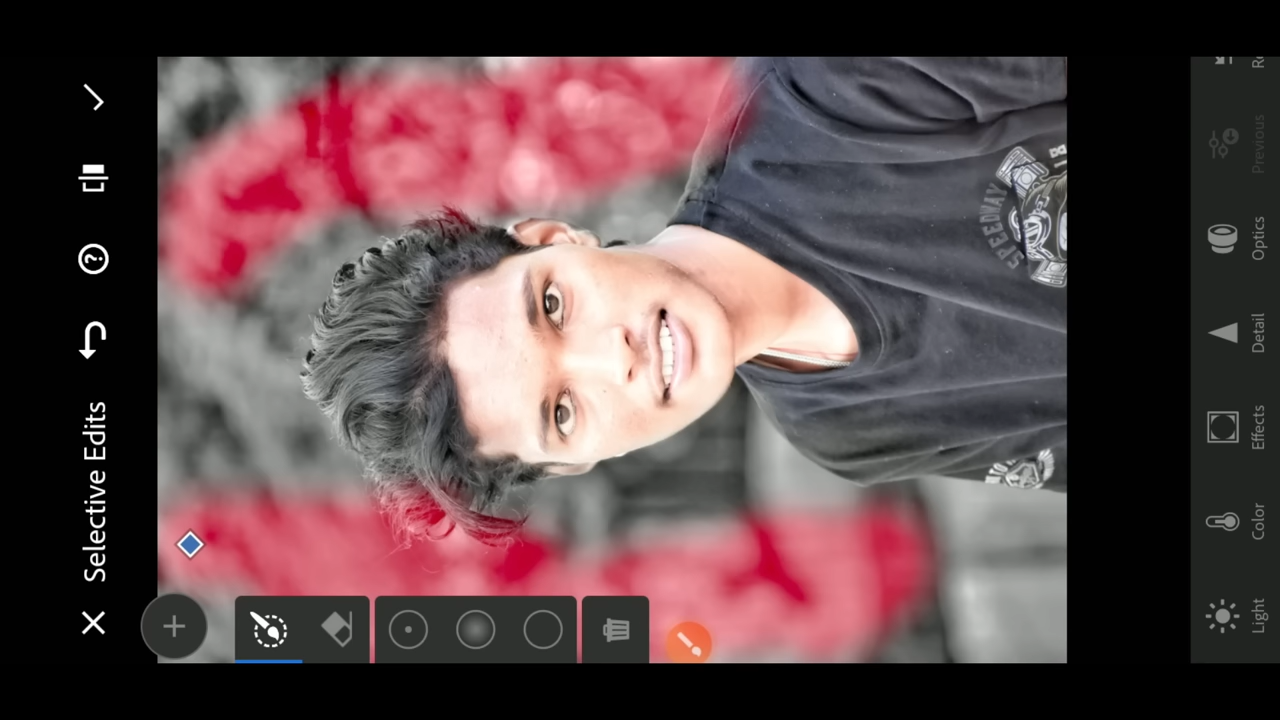 Selective Edits
Light
Color
Effects
Detail
Optics
Previous
SPEEDWAY